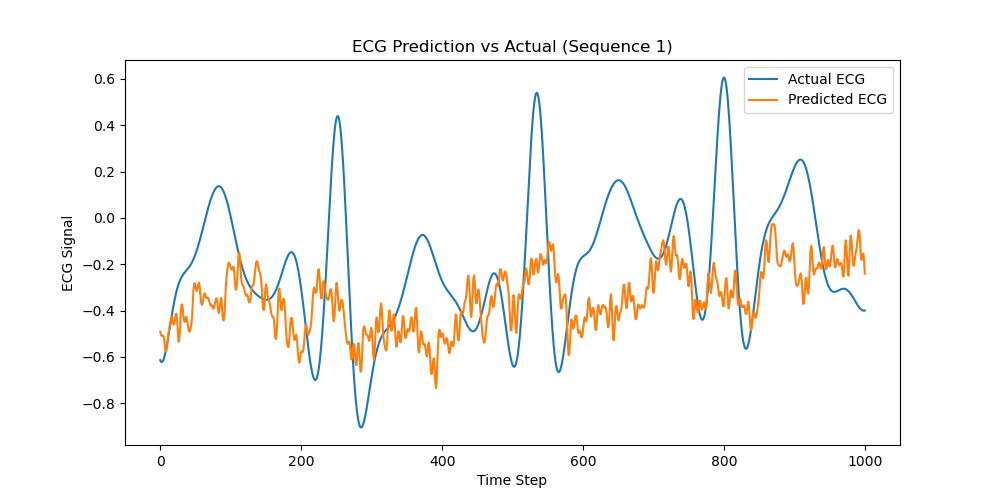 ECG Prediction vs Actual (Sequence 1)
Actual ECG
Predicted ECG
0.6
0.4
0.2
0.0
−0.2
−0.4
−0.6
−0.8
ECG Signal
0 200 400 600 800 1000
Time Step